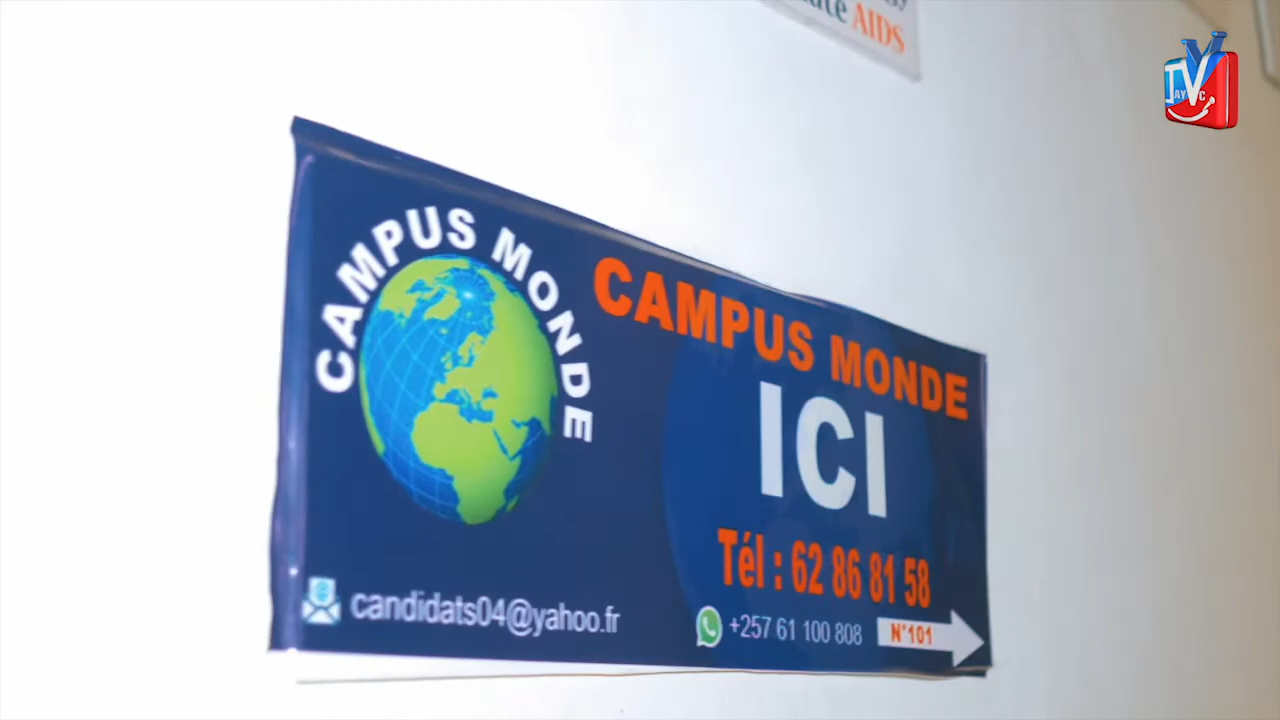 AIDS
CAMPUS MONDE
CAMPUS MONDE
ICI
Tél : 62 86 81 58
candidats04@yahoo.fr
+257 61 100 808
N°101